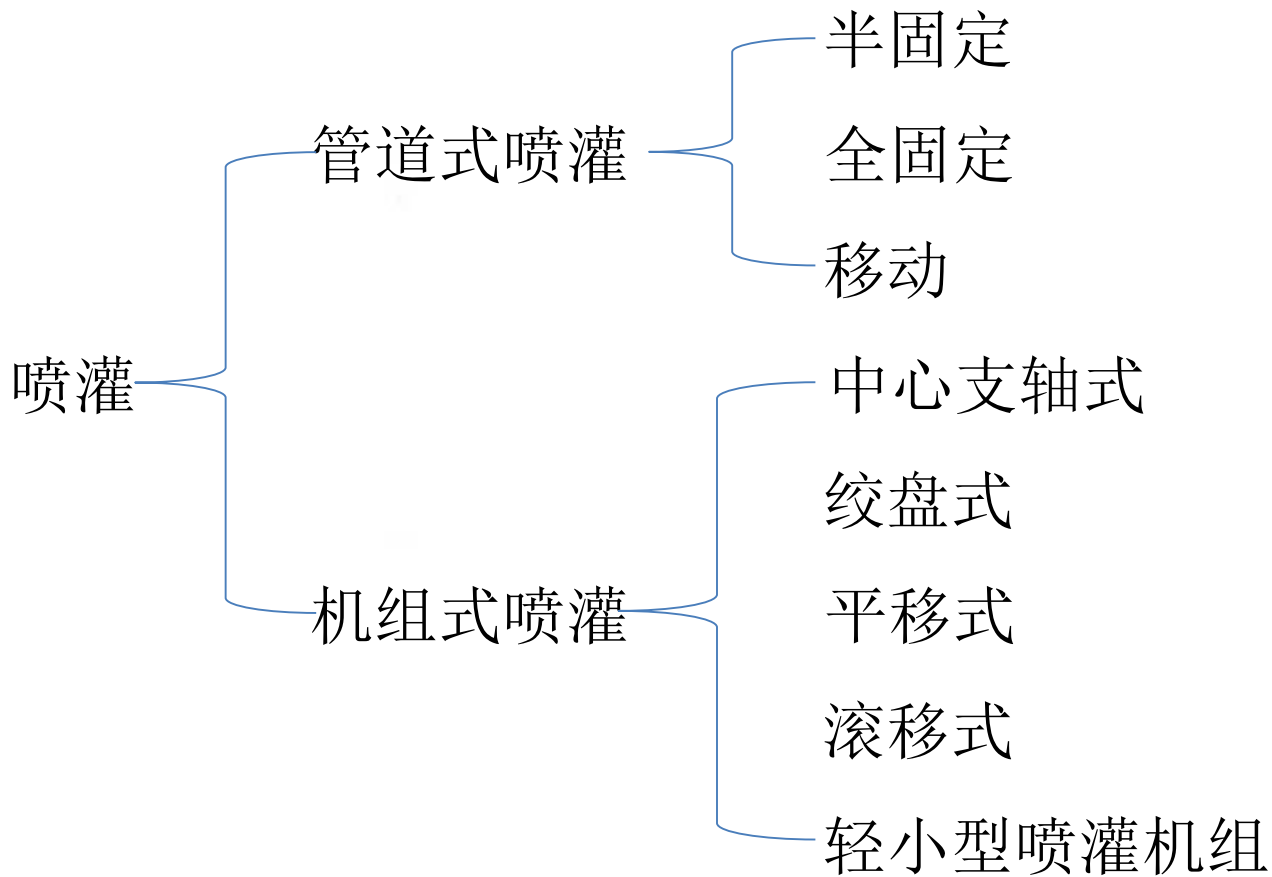 半固定
管道式喷灌
全固定
移动
喷灌
中心支轴式
绞盘式
机组式喷灌
平移式
滚移式
轻小型喷灌机组